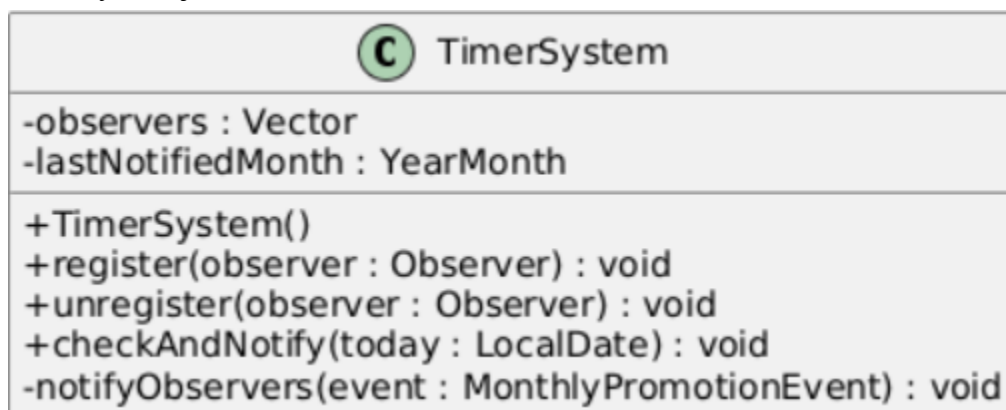 C TimerSystem
-observers : Vector
-lastNotifiedMonth : YearMonth
+TimerSystem()
+register(observer : Observer) : void
+unregister(observer : Observer) : void
+checkAndNotify(today : LocalDate) : void
-notifyObservers(event : MonthlyPromotionEvent) : void